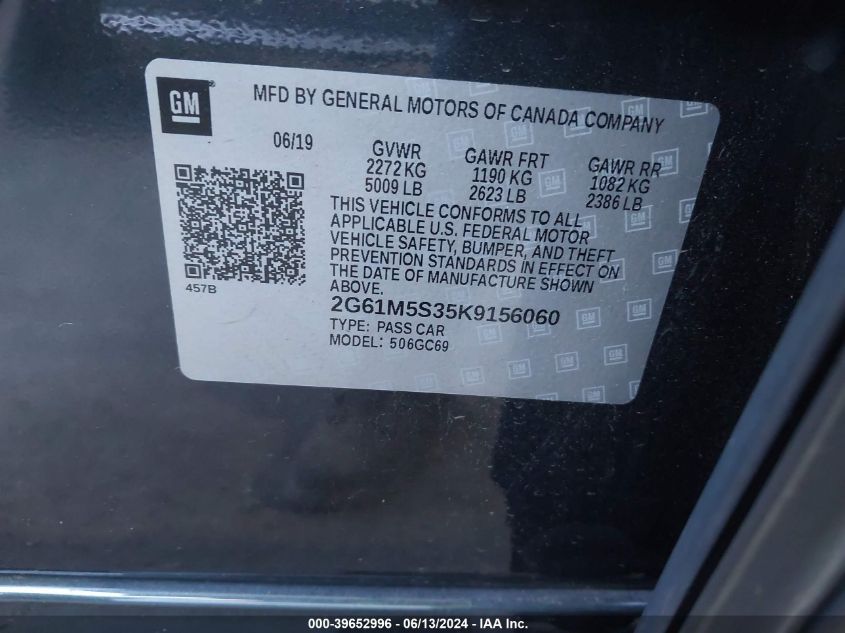 GM
MFD BY GENERAL MOTORS OF CANADA COMPANY
06/19
GVWR
2272 KG
5009 LB
GAWR FRT
1190 KG
2623 LB
GAWR RR
1082 KG
2386 LB
THIS VEHICLE CONFORMS TO ALL
APPLICABLE U.S. FEDERAL MOTOR
VEHICLE SAFETY, BUMPER, AND THEFT
PREVENTION STANDARDS IN EFFECT ON
THE DATE OF MANUFACTURE SHOWN
ABOVE.
457B
2G61M5S35K9156060
TYPE: PASS CAR
MODEL: 506GC69
000-39652996 - 06/13/2024 - IAAI Inc.